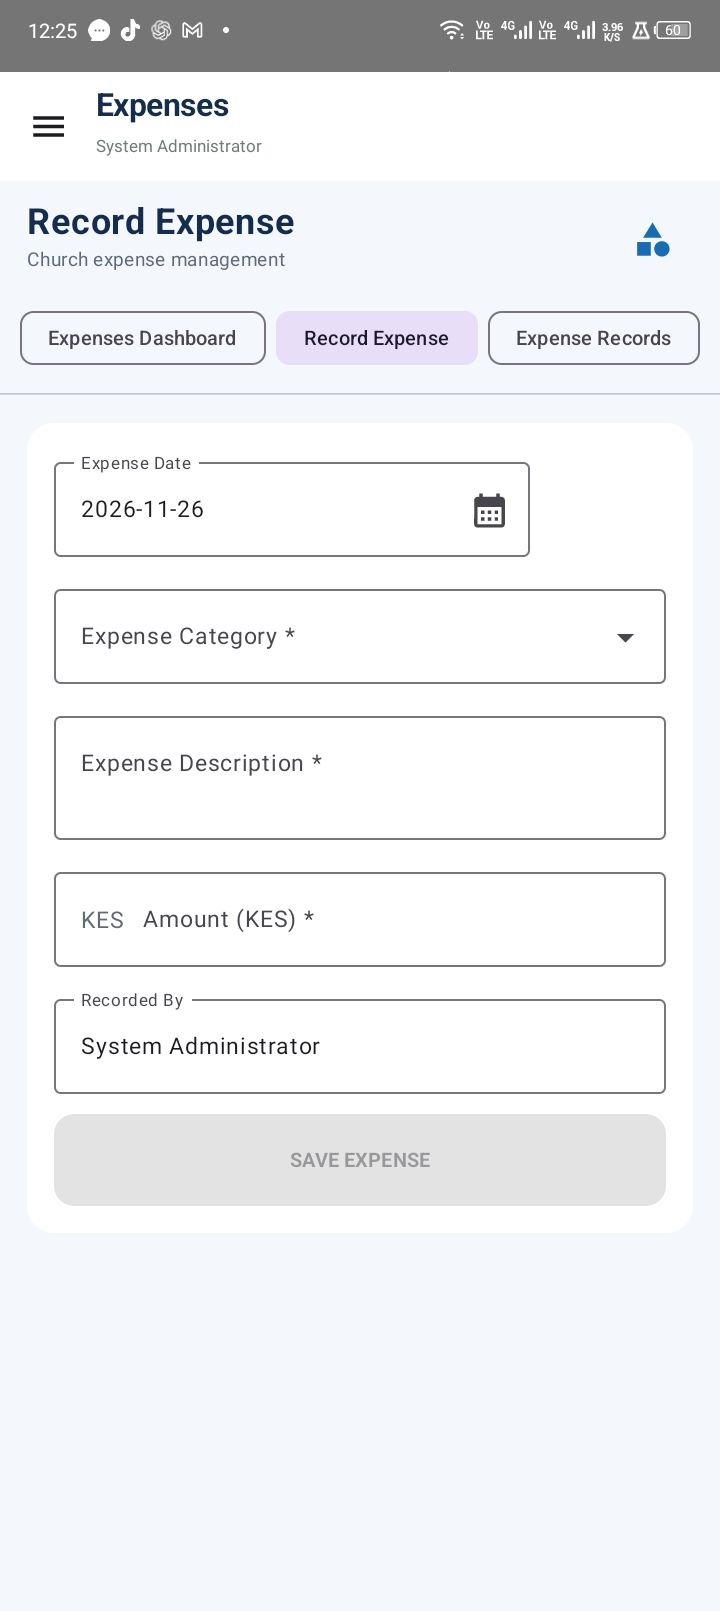 12:25
Vo LTE 4G Vo LTE 4G 3.96 K/S 60
Expenses
System Administrator
Record Expense
Church expense management
Expenses Dashboard
Record Expense
Expense Records
Expense Date
2026-11-26
Expense Category *
Expense Description *
KES Amount (KES) *
Recorded By
System Administrator
SAVE EXPENSE